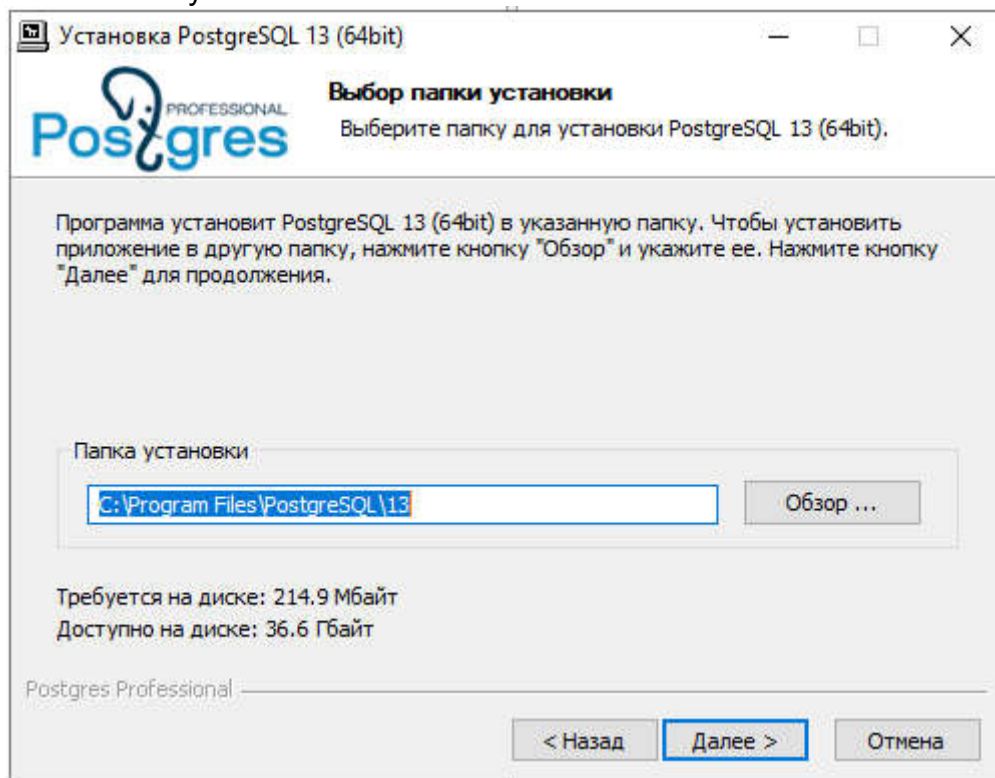 Установка PostgreSQL 13 (64bit)
PROFESSIONAL
Postgres
Выбор папки установки
Выберите папку для установки PostgreSQL 13 (64bit).
Программа установит PostgreSQL 13 (64bit) в указанную папку. Чтобы установить
приложение в другую папку, нажмите кнопку "Обзор" и укажите ее. Нажмите кнопку
"Далее" для продолжения.
Папка установки
C:\Program Files\PostgreSQL\13
Обзор ...
Требуется на диске: 214.9 Мбайт
Доступно на диске: 36.6 Гбайт
Postgres Professional
< Назад
Далее >
Отмена